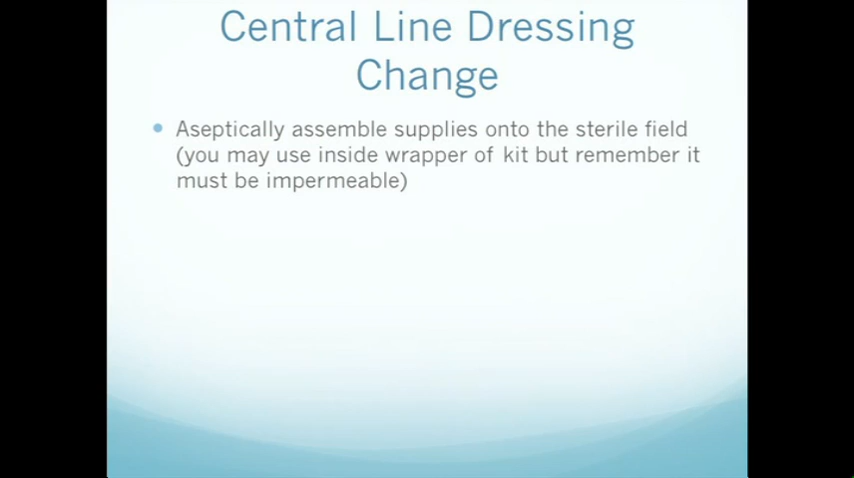 Central Line Dressing
Change
• Aseptically assemble supplies onto the sterile field
(you may use inside wrapper of kit but remember it
must be impermeable)